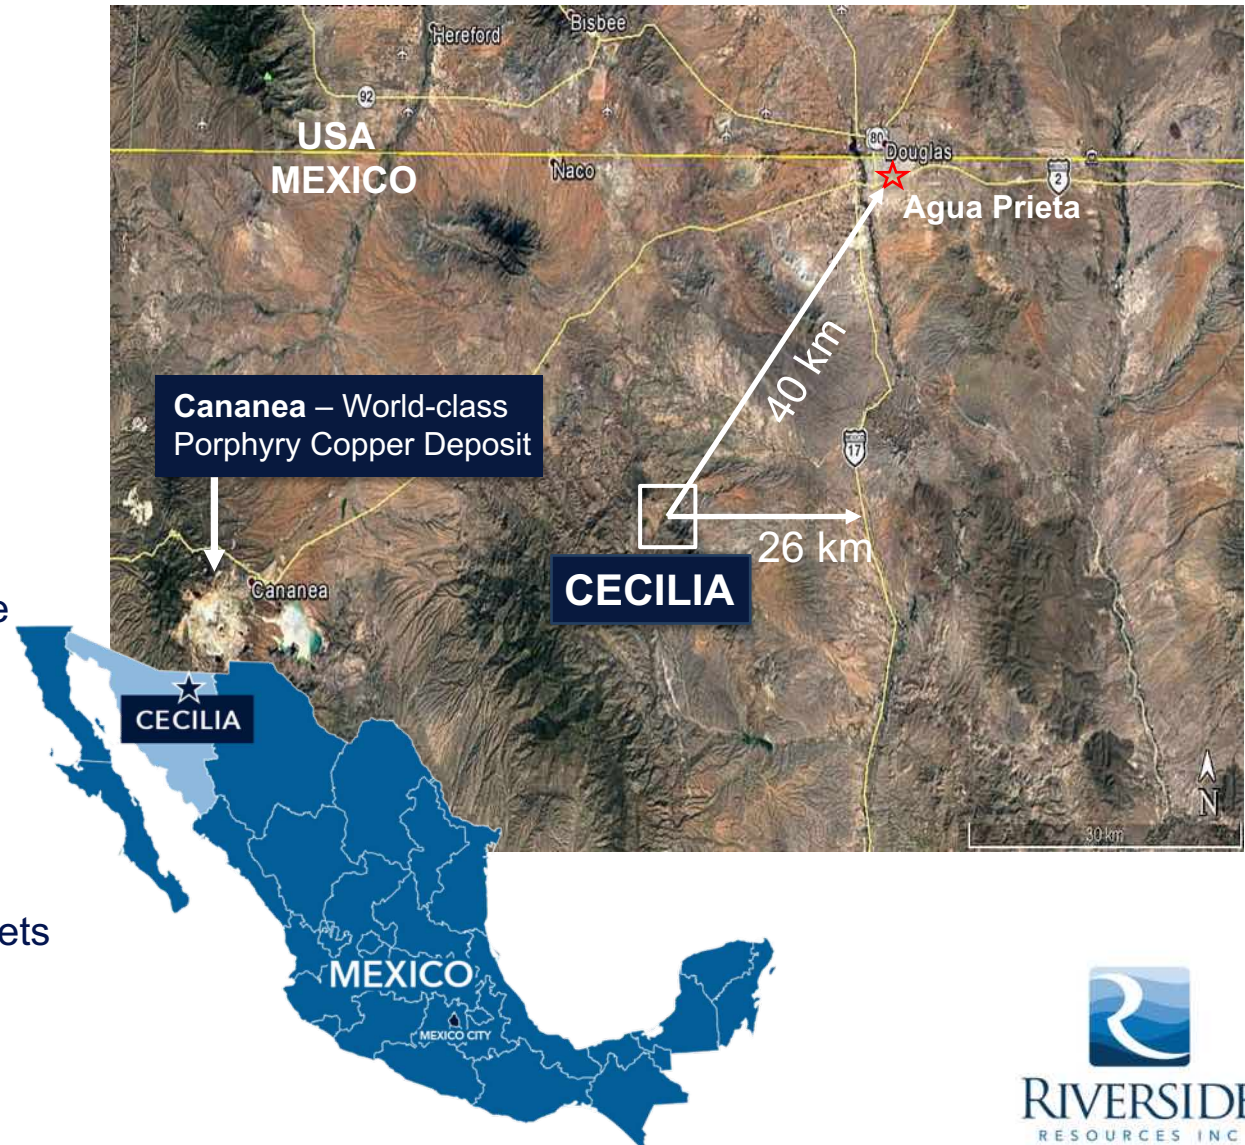 Hereford
Bisbee
92
USA
MEXICO
Naco
80
Douglas
2
Agua Prieta
40 km
Cananea – World-class
Porphyry Copper Deposit
17
26 km
CECILIA
Cananea
e
CECILIA
N
30 km
ets
MEXICO
MEXICO CITY
RIVERSIDE
RESOURCES INC